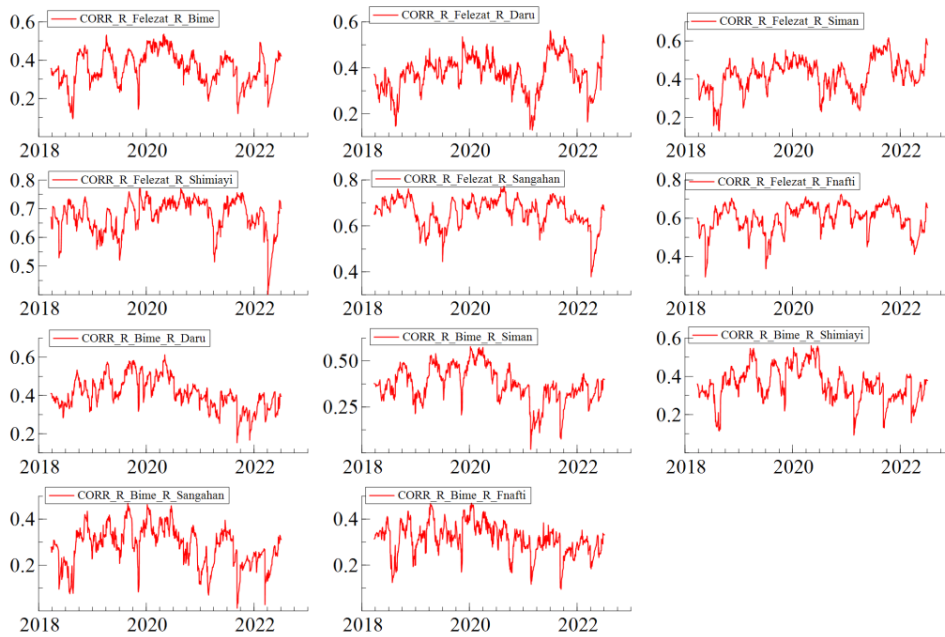 CORR_R_Felezat_R_Bime
0.6
0.4
0.2
2018 2020 2022
CORR_R_Felezat_R_Daru
0.6
0.4
0.2
2018 2020 2022
CORR_R_Felezat_R_Siman
0.6
0.4
0.2
2018 2020 2022
CORR_R_Felezat_R_Shimiayi
0.8
0.7
0.6
0.5
2018 2020 2022
CORR_R_Felezat_R_Sangahan
0.8
0.6
0.4
2018 2020 2022
CORR_R_Felezat_R_Fnafti
0.8
0.6
0.4
2018 2020 2022
CORR_R_Bime_R_Daru
0.6
0.4
0.2
2018 2020 2022
CORR_R_Bime_R_Siman
0.50
0.25
2018 2020 2022
CORR_R_Bime_R_Shimiayi
0.6
0.4
0.2
2018 2020 2022
CORR_R_Bime_R_Sangahan
0.4
0.2
2018 2020 2022
CORR_R_Bime_R_Fnafti
0.4
0.2
2018 2020 2022